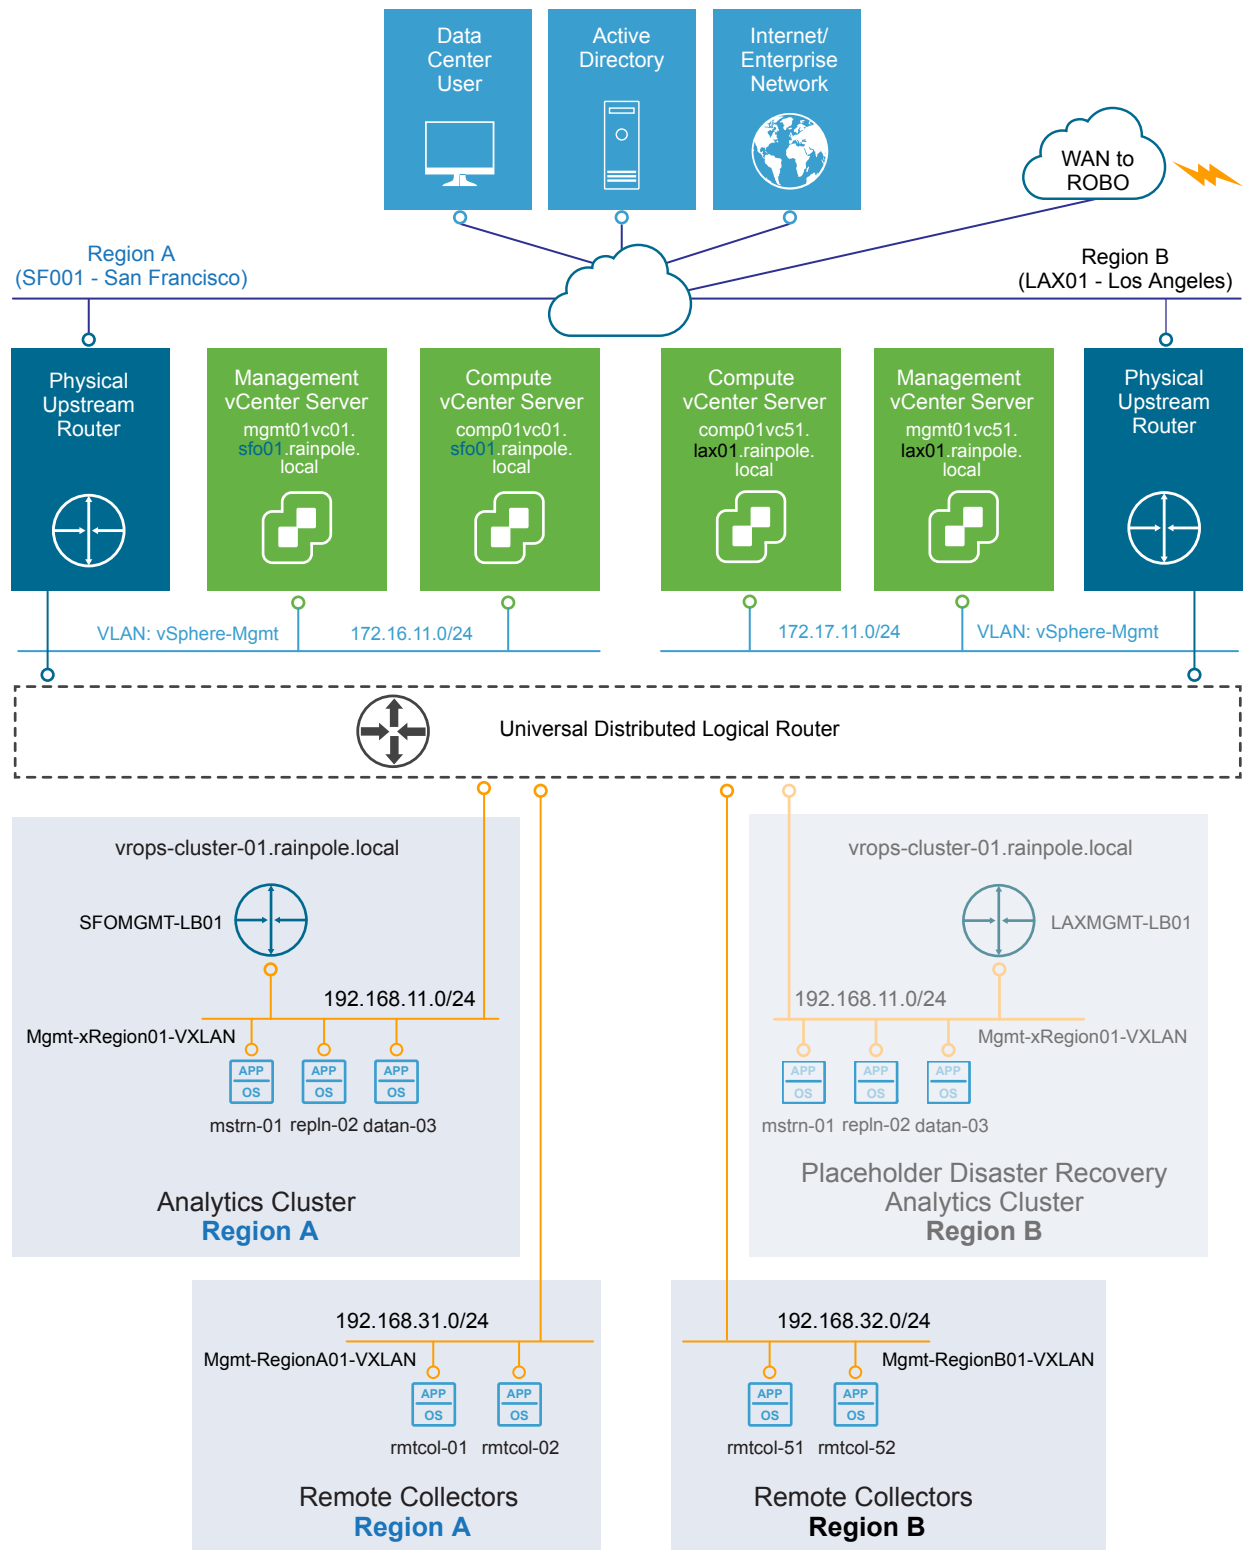 Data
Center
User
Active
Directory
Internet/
Enterprise
Network
WAN to
ROBO
Region A
(SF001 - San Francisco)
Region B
(LAX01 - Los Angeles)
Physical
Upstream
Router
Management
vCenter Server
mgmt01vc01.
sfo01.rainpole.
local
Compute
vCenter Server
comp01vc01.
sfo01.rainpole.
local
Compute
vCenter Server
comp01vc51.
lax01.rainpole.
local
Management
vCenter Server
mgmt01vc51.
lax01.rainpole.
local
Physical
Upstream
Router
VLAN: vSphere-Mgmt
172.16.11.0/24
172.17.11.0/24
VLAN: vSphere-Mgmt
Universal Distributed Logical Router
vrops-cluster-01.rainpole.local
SFOMGMT-LB01
192.168.11.0/24
Mgmt-xRegion01-VXLAN
APP
OS
APP
OS
APP
OS
mstrn-01 repln-02 datan-03
Analytics Cluster
Region A
vrops-cluster-01.rainpole.local
LAXMGMT-LB01
192.168.11.0/24
Mgmt-xRegion01-VXLAN
APP
OS
APP
OS
APP
OS
mstrn-01 repln-02 datan-03
Placeholder Disaster Recovery
Analytics Cluster
Region B
192.168.31.0/24
Mgmt-RegionA01-VXLAN
APP
OS
APP
OS
rmtcol-01 rmtcol-02
Remote Collectors
Region A
192.168.32.0/24
Mgmt-RegionB01-VXLAN
APP
OS
APP
OS
rmtcol-51 rmtcol-52
Remote Collectors
Region B